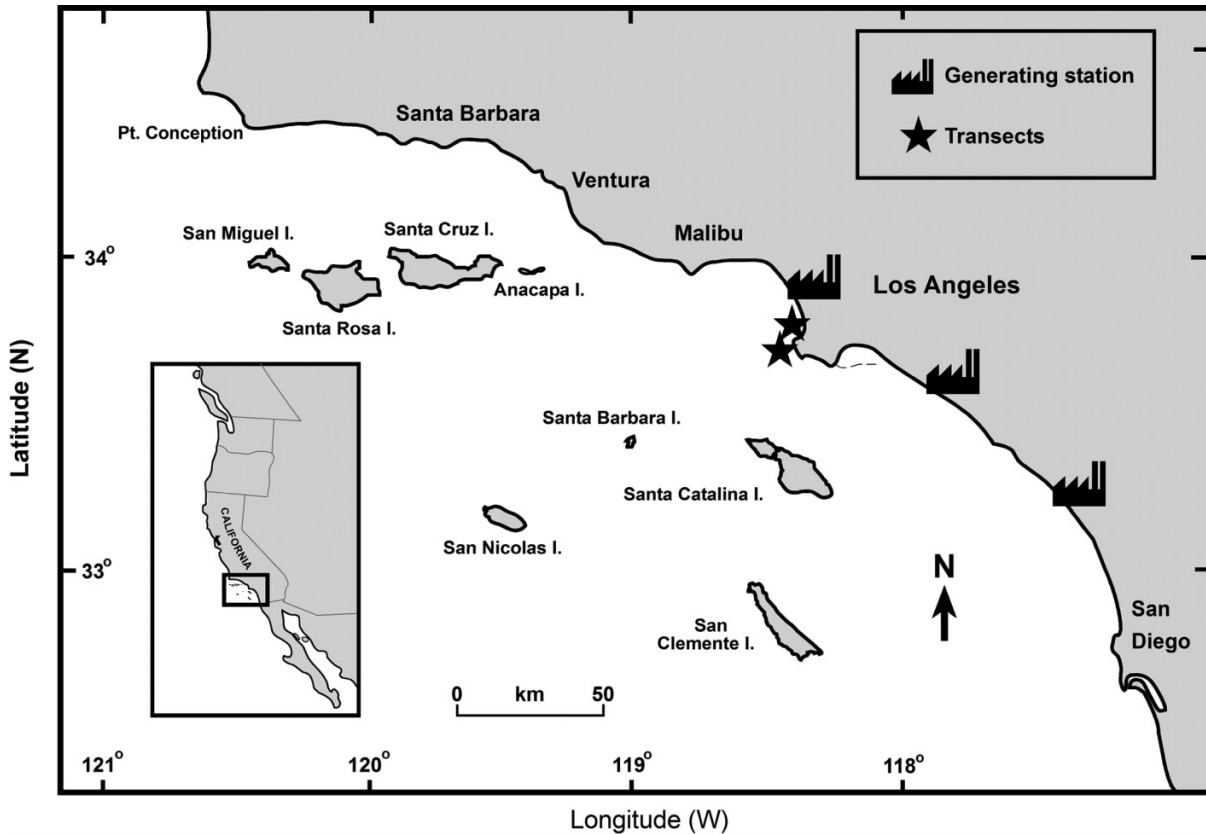 Generating station
Transects
Santa Barbara
Pt. Conception
Ventura
Malibu
San Miguel I.
Santa Cruz I.
Anacapa I.
Santa Rosa I.
Los Angeles
34°
Latitude (N)
Santa Barbara I.
Santa Catalina I.
San Nicolas I.
CALIFORNIA
33°
N
San
Clemente I.
San
Diego
0 km 50
121° 120° 119° 118°
Longitude (W)